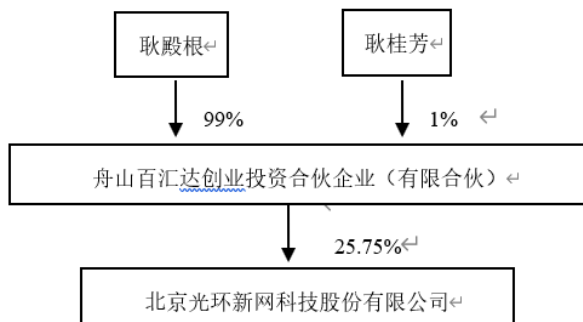 耿殿根
耿桂芳
99%
1%
舟山百汇达创业投资合伙企业（有限合伙）
25.75%
北京光环新网科技股份有限公司